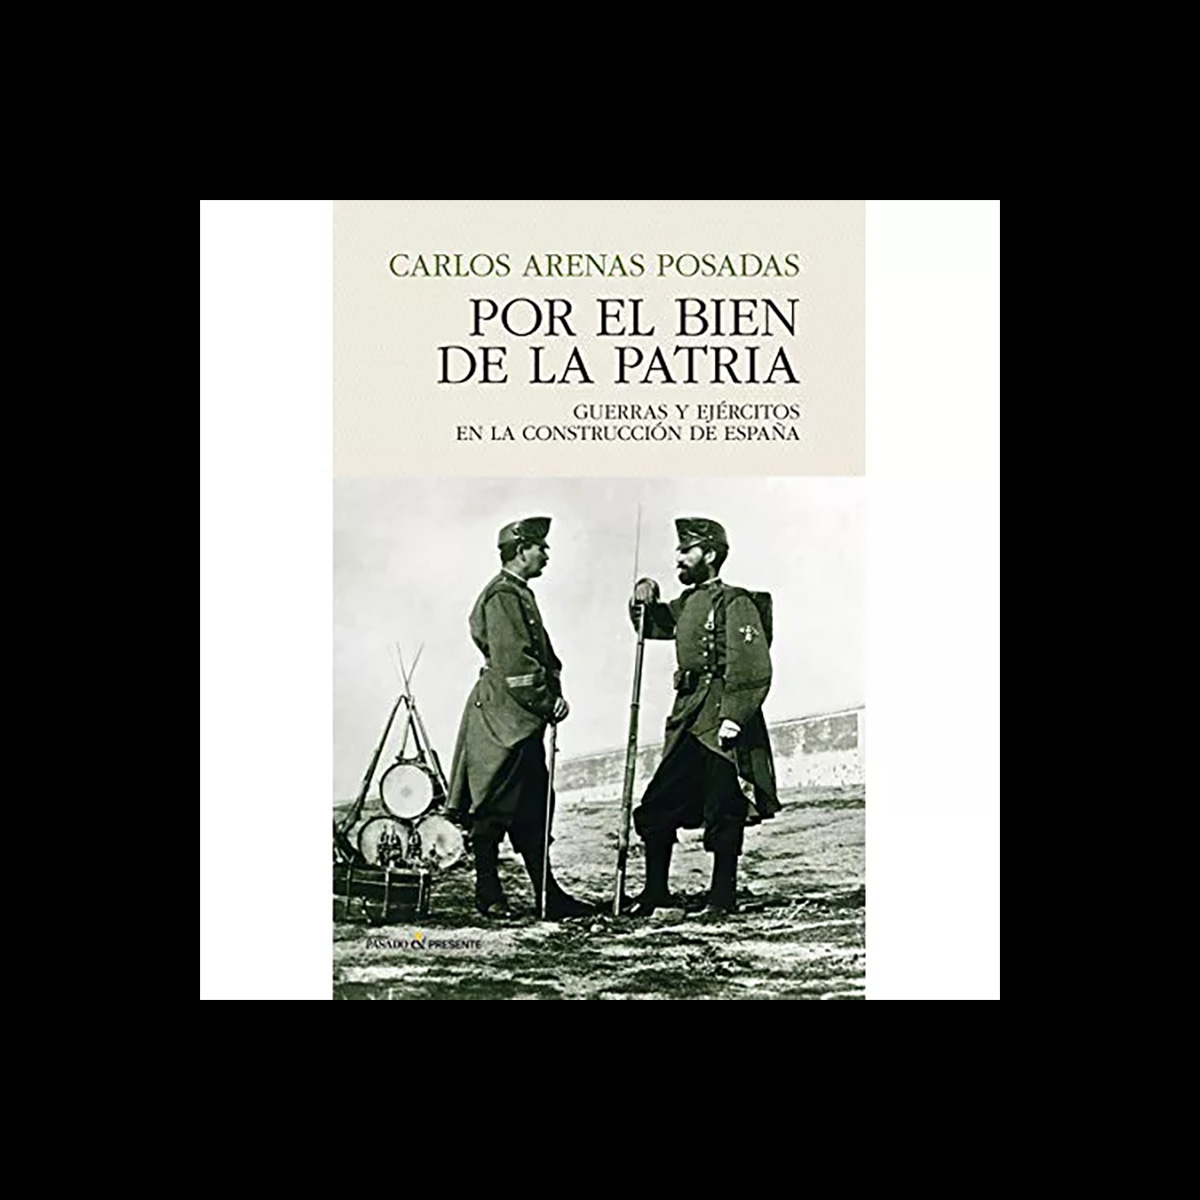 CARLOS ARENAS POSADAS
POR EL BIEN
DE LA PATRIA
GUERRAS Y EJÉRCITOS
EN LA CONSTRUCCIÓN DE ESPAÑA
PASADO & PRESENTE